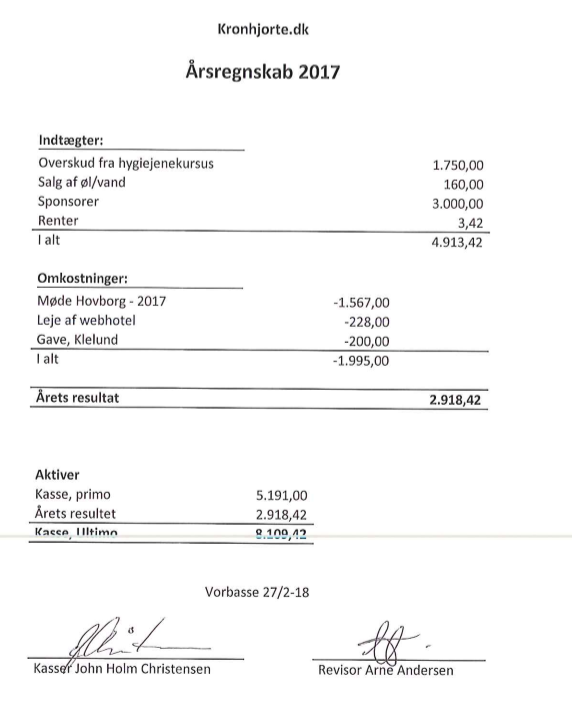 Kronhjorte.dk
Årsregnskab 2017
Indtægter:
Overskud fra hygiejenekursus 1.750,00
Salg af øl/vand 160,00
Sponsorer 3.000,00
Renter 3,42
I alt 4.913,42
Omkostninger:
Møde Hovborg - 2017 -1.567,00
Leje af webhotel -228,00
Gave, Klelund -200,00
I alt -1.995,00
Årets resultat 2.918,42
Aktiver
Kasse, primo 5.191,00
Årets resultet 2.918,42
Kasse, Ultimo 8.109,42
Vorbasse 27/2-18
Kasser John Holm Christensen
Revisor Arne Andersen